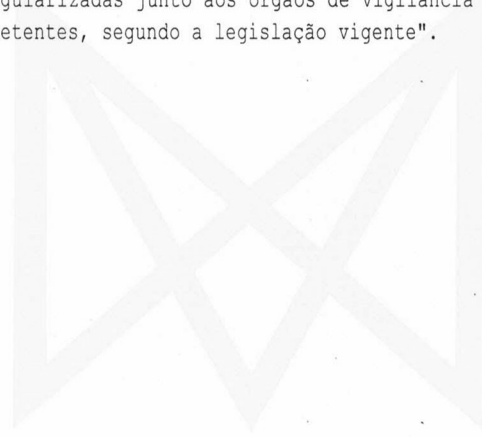 gularizadas junto aos órgãos de vigilância
etentes, segundo a legislação vigente".